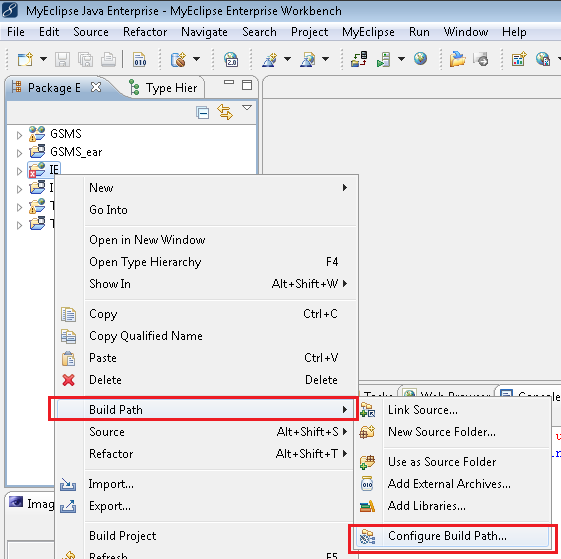 MyEclipse Java Enterprise - MyEclipse Enterprise Workbench
File Edit Source Refactor Navigate Search Project MyEclipse Run Window Help
Package E Type Hier
GSMS
GSMS_ear
IE
I
T
T
New
Go Into
Open in New Window
Open Type Hierarchy F4
Show In Alt+Shift+W
Copy Ctrl+C
Copy Qualified Name
Paste Ctrl+V
Delete Delete
Build Path
Source Alt+Shift+S
Refactor Alt+Shift+T
Import...
Export...
Build Project
Refresh F5
Tasks Web Browser Console
Link Source...
New Source Folder...
Use as Source Folder
Add External Archives...
Add Libraries...
Configure Build Path...
Imag